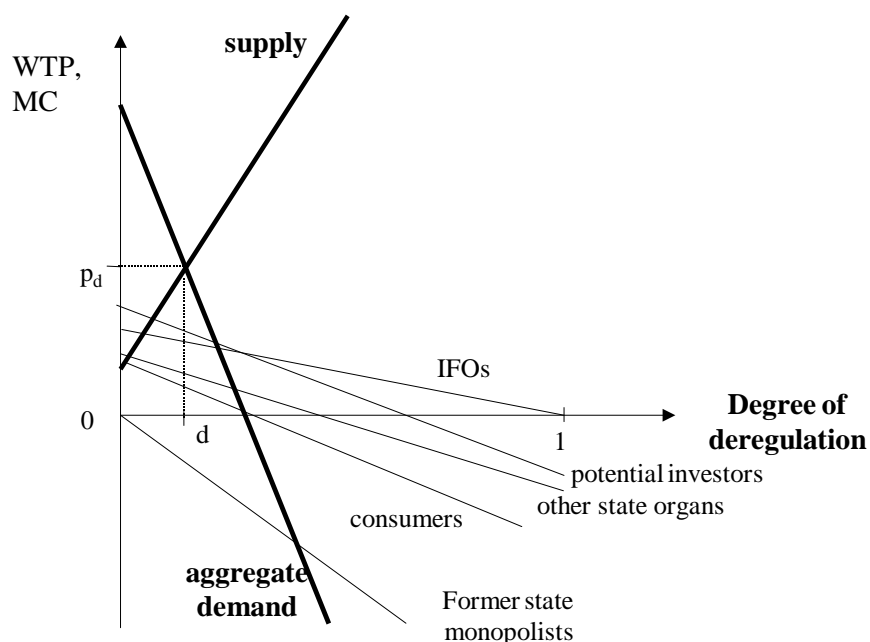 supply
WTP,
MC
p_d
IFOs
0
d
1
Degree of
deregulation
potential investors
other state organs
consumers
aggregate
demand
Former state
monopolists